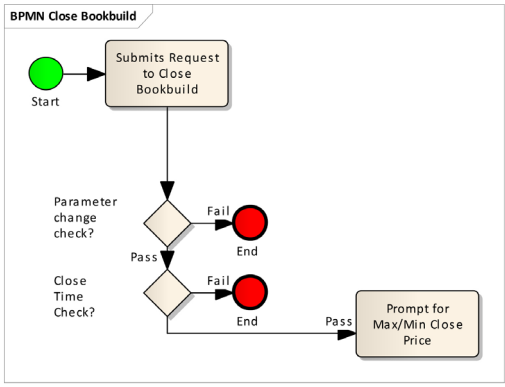 BPMN Close Bookbuild
Submits Request
to Close
Bookbuild
Start
Parameter
change
check?
Fail
End
Pass
Close
Time
Check?
Fail
End
Pass
Prompt for
Max/Min Close
Price